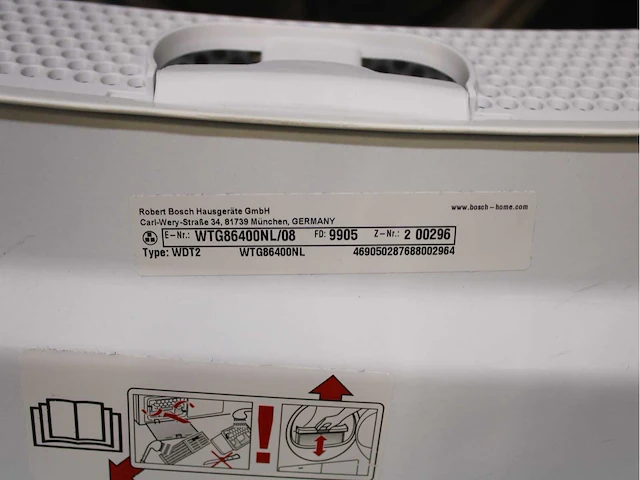 Robert Bosch Hausgeräte GmbH
www.bosch-home.com
Carl-Wery-Straße 34, 81739 München, GERMANY
E-Nr.: WTG86400NL/08 FD: 9905 Z-Nr.: 2 00296
Type: WDT2 WTG86400NL 469050287688002964
!